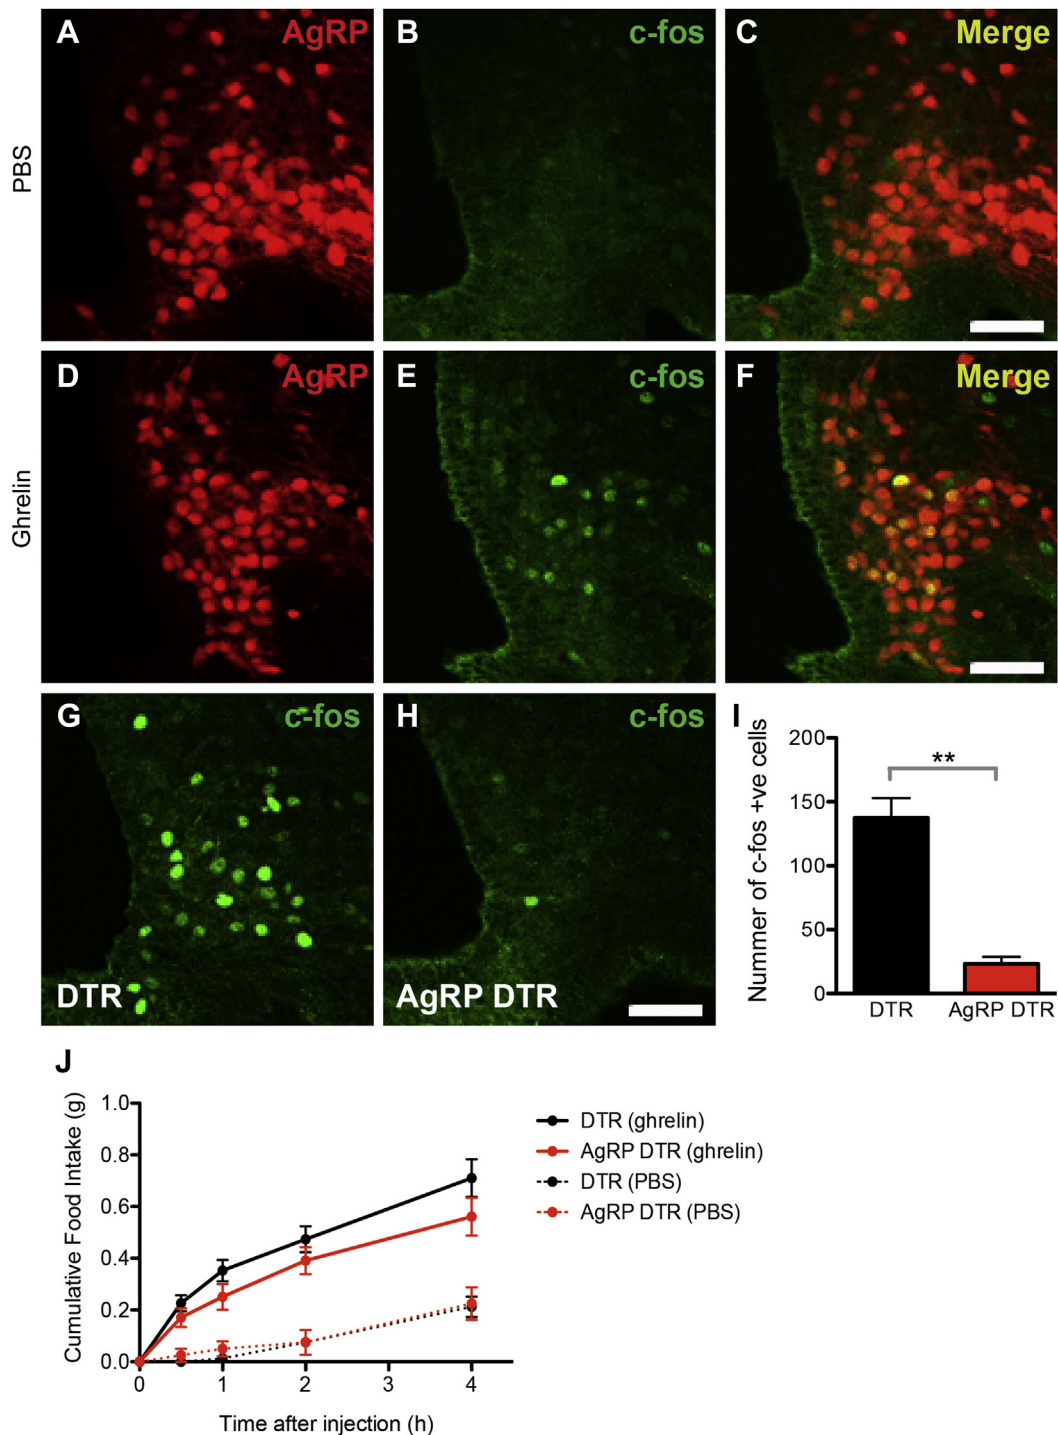 A AgRP B c-fos C Merge
PBS
D AgRP E c-fos F Merge
Ghrelin
G c-fos H c-fos I
DTR AgRP DTR
Nummer of c-fos +ve cells
200
150
100
50
0
**
DTR AgRP DTR
J
Cumulative Food Intake (g)
1.0
0.8
0.6
0.4
0.2
0.0
0 1 2 3 4
Time after injection (h)
DTR (ghrelin)
AgRP DTR (ghrelin)
DTR (PBS)
AgRP DTR (PBS)